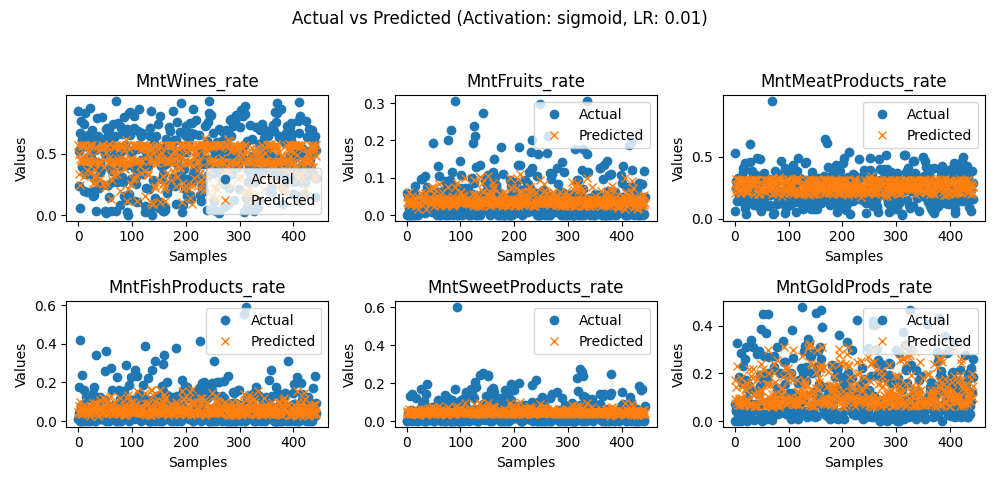 Actual vs Predicted (Activation: sigmoid, LR: 0.01)
MntWines_rate
Values
0.5
0.0
Actual
Predicted
0 100 200 300 400
Samples
MntFruits_rate
Values
0.3
0.2
0.1
0.0
Actual
Predicted
0 100 200 300 400
Samples
MntMeatProducts_rate
Values
0.5
0.0
Actual
Predicted
0 100 200 300 400
Samples
MntFishProducts_rate
Values
0.6
0.4
0.2
0.0
Actual
Predicted
0 100 200 300 400
Samples
MntSweetProducts_rate
Values
0.6
0.4
0.2
0.0
Actual
Predicted
0 100 200 300 400
Samples
MntGoldProds_rate
Values
0.4
0.2
0.0
Actual
Predicted
0 100 200 300 400
Samples